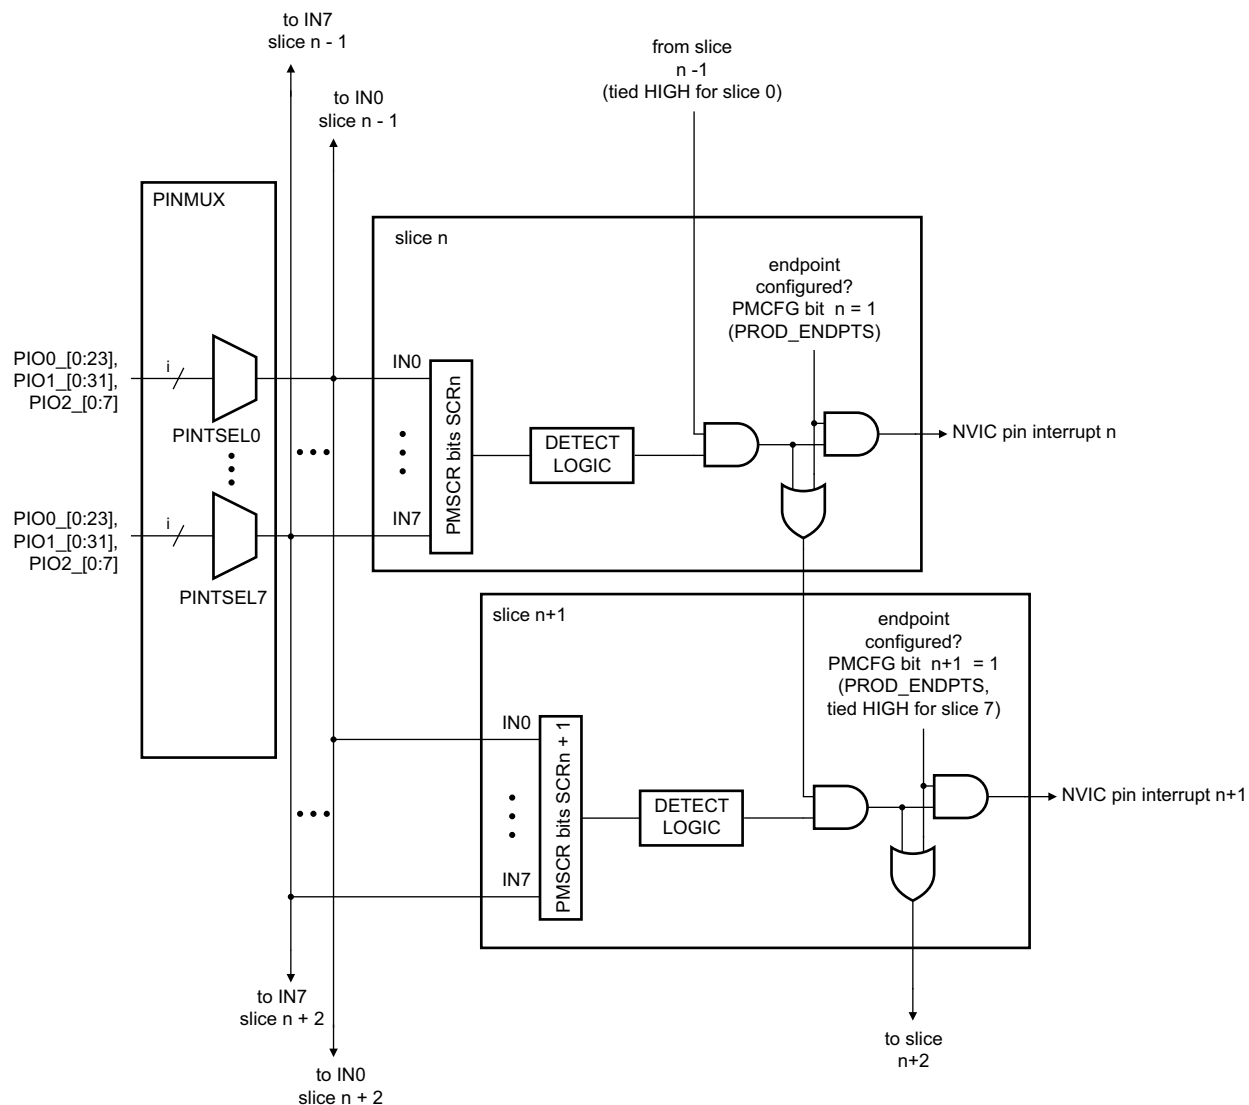 to IN7
slice n - 1
from slice
n -1
(tied HIGH for slice 0)
to IN0
slice n - 1
PINMUX
slice n
endpoint
configured?
PMCFG bit  n = 1
(PROD_ENDPTS)
PIO0_[0:23],
PIO1_[0:31],
PIO2_[0:7]
i
PINTSEL0
IN0
PMSCR bits SCRn
DETECT
LOGIC
NVIC pin interrupt n
IN7
PIO0_[0:23],
PIO1_[0:31],
PIO2_[0:7]
i
PINTSEL7
slice n+1
endpoint
configured?
PMCFG bit  n+1  = 1
(PROD_ENDPTS,
tied HIGH for slice 7)
IN0
PMSCR bits SCRn + 1
DETECT
LOGIC
NVIC pin interrupt n+1
IN7
to IN7
slice n + 2
to IN0
slice n + 2
to slice
n+2